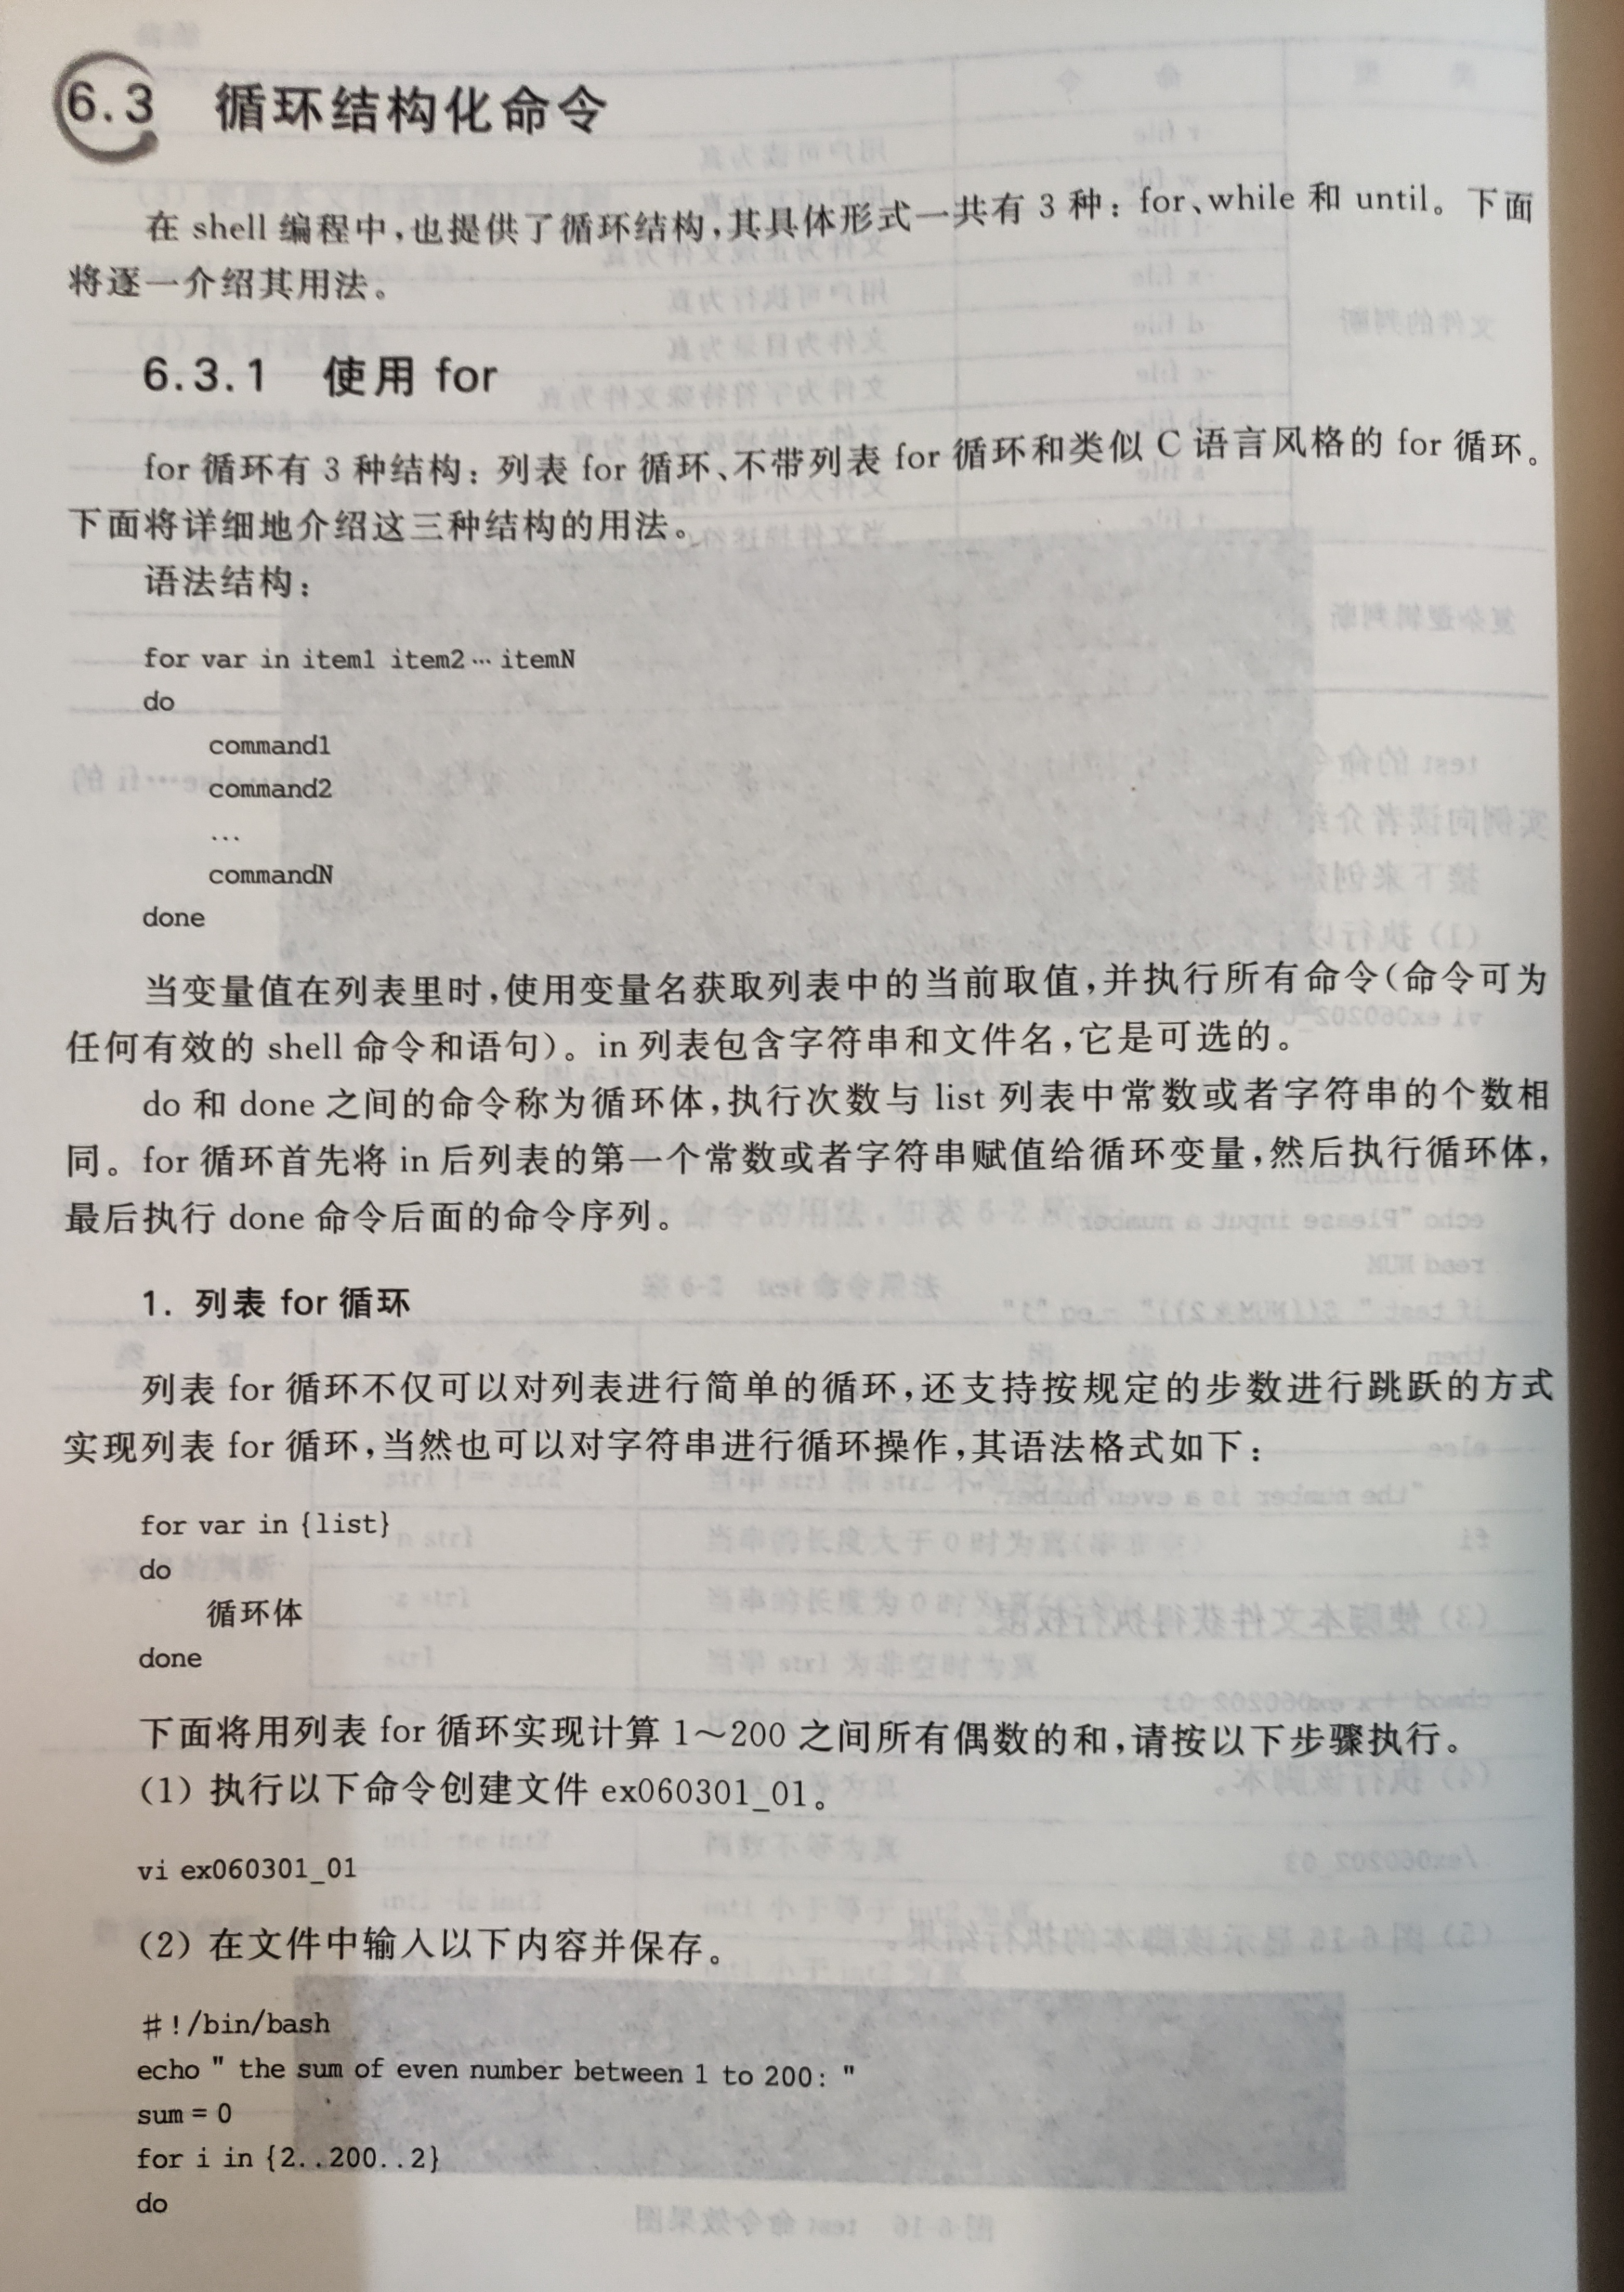 6.3 循环结构化命令
在 shell 编程中，也提供了循环结构，其具体形式一共有 3 种：for、while 和 until。下面
将逐一介绍其用法。
6.3.1 使用 for
for 循环有 3 种结构：列表 for 循环、不带列表 for 循环和类似 C 语言风格的 for 循环。
下面将详细地介绍这三种结构的用法。
语法结构：
for var in item1 item2 … itemN
do
command1
command2
...
commandN
done
当变量值在列表里时，使用变量名获取列表中的当前取值，并执行所有命令（命令可为
任何有效的 shell 命令和语句）。in 列表包含字符串和文件名，它是可选的。
do 和 done 之间的命令称为循环体，执行次数与 list 列表中常数或者字符串的个数相
同。for 循环首先将 in 后列表的第一个常数或者字符串赋值给循环变量，然后执行循环体，
最后执行 done 命令后面的命令序列。
1. 列表 for 循环
列表 for 循环不仅可以对列表进行简单的循环，还支持按规定的步数进行跳跃的方式
实现列表 for 循环，当然也可以对字符串进行循环操作，其语法格式如下：
for var in {list}
do
循环体
done
下面将用列表 for 循环实现计算 1～200 之间所有偶数的和，请按以下步骤执行。
（1）执行以下命令创建文件 ex060301_01。
vi ex060301_01
（2）在文件中输入以下内容并保存。
#!/bin/bash
echo " the sum of even number between 1 to 200: "
sum = 0
for i in {2..200..2}
do